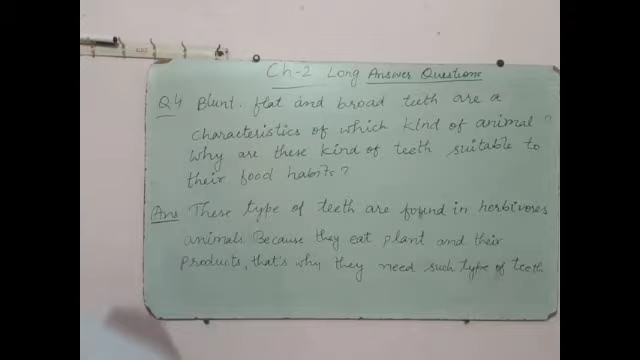 Ch-2 Long Answer Questions
Q4 Blunt, flat and broad teeth are a
characteristics of which kind of animal?
Why are these kind of teeth suitable to
their food habits?
Ans These type of teeth are found in herbivores
animals. Because they eat plant and their
products, that's why they need such type of teeth